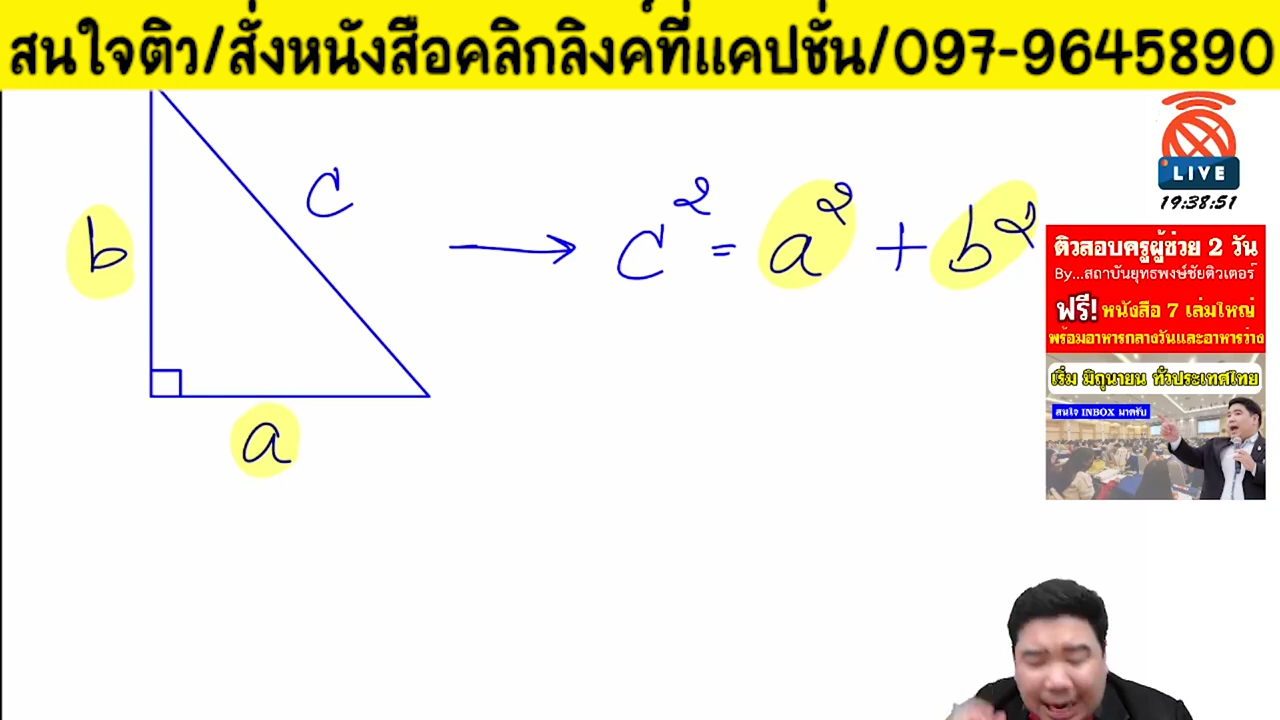 สนใจติว/สั่งหนังสือคลิกลิงค์ที่แคปชั่น/097-9645890
c
b
a
c² = a² + b²
LIVE
19:38:51
ติวสอบครูผู้ช่วย 2 วัน
By...สถาบันยุทธพงษ์ชัยติวเตอร์
ฟรี! หนังสือ 7 เล่มใหญ่
พร้อมอาหารกลางวันและอาหารว่าง
เริ่ม มิถุนายน ทั่วประเทศไทย
สนใจ INBOX มาครับ